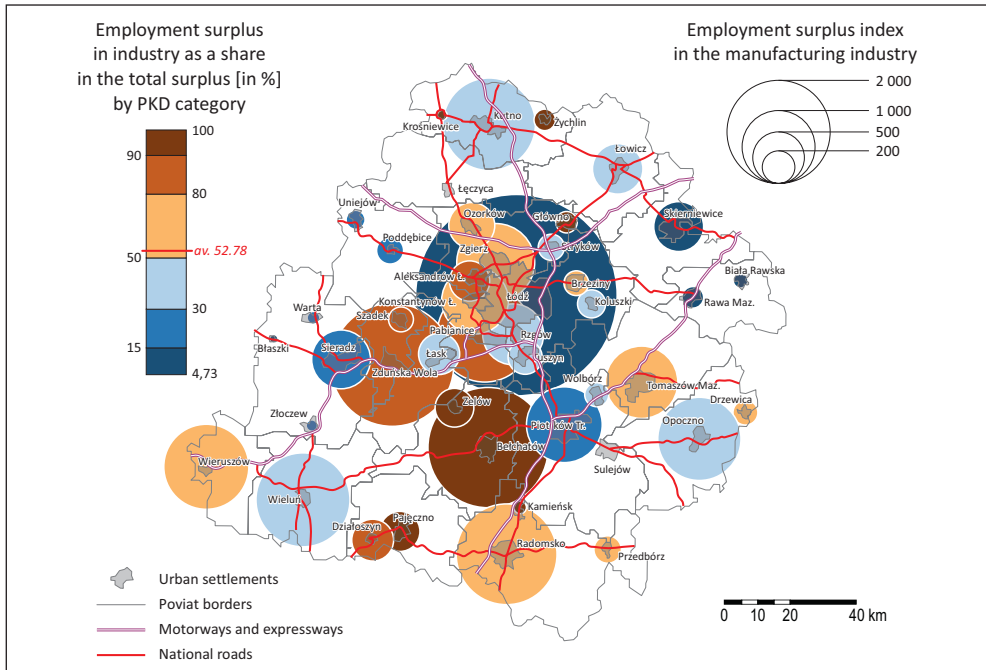 Employment surplus
in industry as a share
in the total surplus [in %]
by PKD category
100
90
80
av. 52.78
50
30
15
4,73
Employment surplus index
in the manufacturing industry
2 000
1 000
500
200
Kutno
Krośniewice
Żychlin
Łowicz
Łęczyca
Uniejów
Ozorków
Główno
Skierniewice
Stryków
Poddębice
Zgierz
Biała Rawska
Aleksandrów Ł.
Brzeziny
Łódź
Koluszki
Rawa Maz.
Konstantynów Ł.
Warta
Szadek
Pabianice
Rzgów
Błaszki
Sieradz
Łask
Tuszyn
Zduńska Wola
Wolbórz
Tomaszów Maz.
Zelów
Drzewica
Złoczew
Piotrków Tr.
Opoczno
Bełchatów
Wieruszów
Sulejów
Wieluń
Kamieńsk
Działoszyn
Pajęczno
Radomsko
Przedbórz
Urban settlements
Poviat borders
Motorways and expressways
National roads
0 10 20 40 km